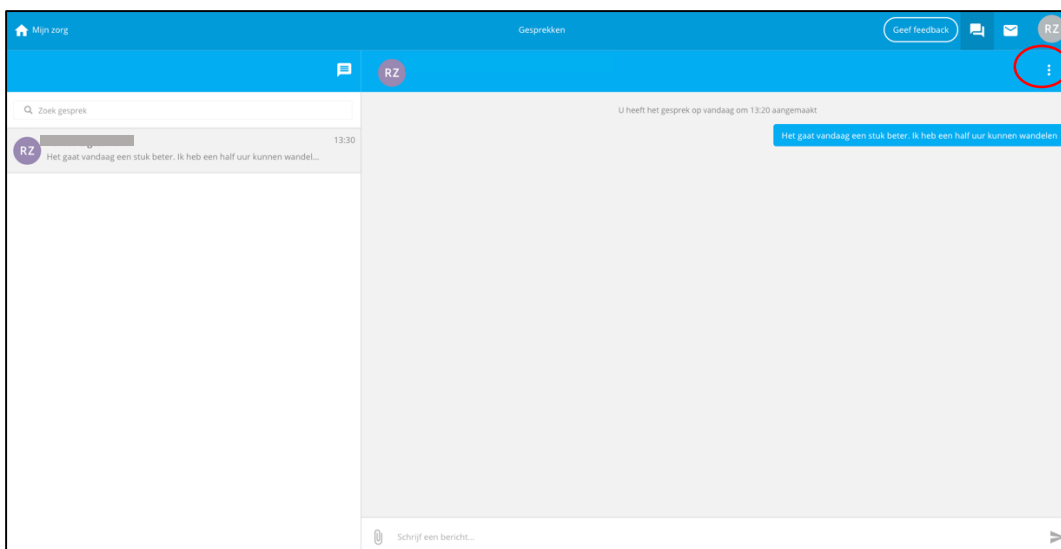 Mijn zorg
Gesprekken
Geef feedback
RZ
RZ
Zoek gesprek
U heeft het gesprek op vandaag om 13:20 aangemaakt
Het gaat vandaag een stuk beter. Ik heb een half uur kunnen wandelen
RZ
13:30
Het gaat vandaag een stuk beter. Ik heb een half uur kunnen wandel...
Schrijf een bericht...